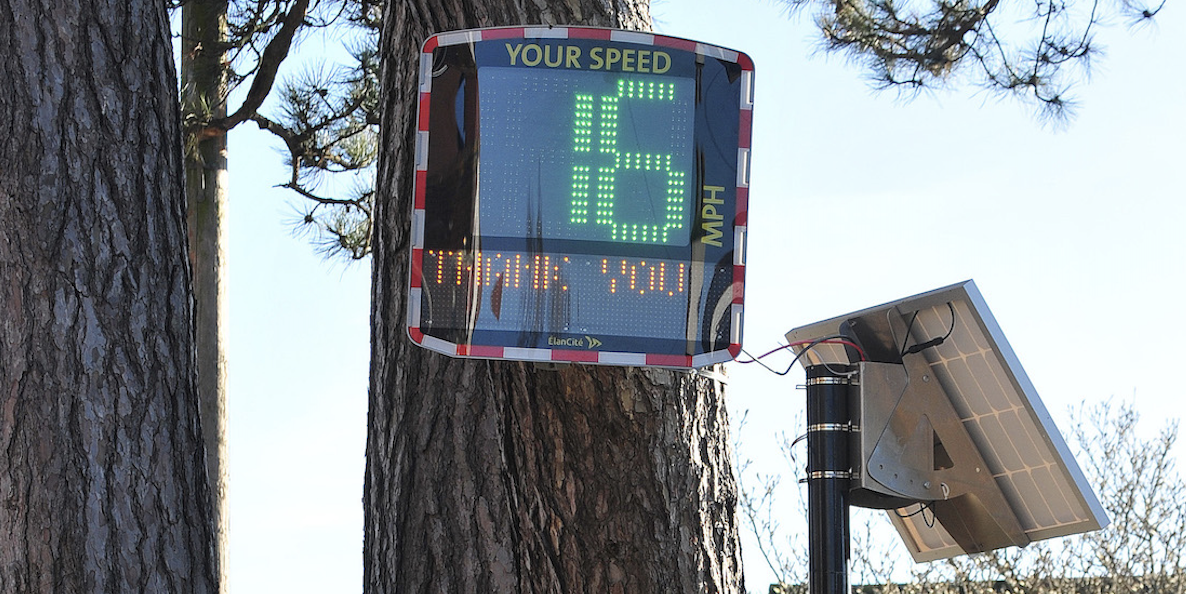 YOUR SPEED
16
MPH
THANK YOU
ÉlanCité